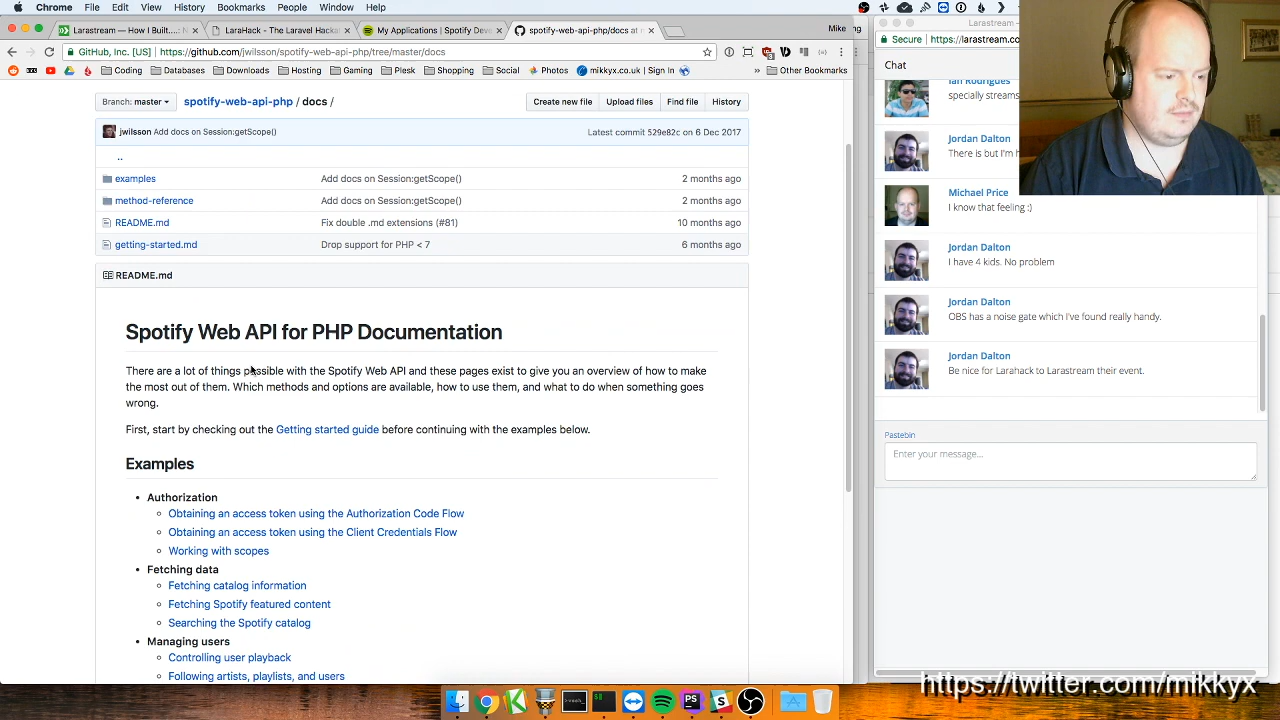 Chrome File Edit View History Bookmarks People Window Help
Larastream — How I Built
LaraHack - The Laravel Packa
My Applications | Spotify Deve
spotify-web-api-php/docs at m
Mike
GitHub, Inc. [US] https://github.com/jwilsson/spotify-web-api-php/tree/master/docs
Coding
Hosting
Gaming
Plex
Shopping
Social
Photos
mikkyx.co.uk | Sign In
» Other Bookmarks
Branch: master
spotify-web-api-php / docs /
Create new file
Upload files
Find file
History
jwilsson Add docs on Session:getScope()
Latest commit 529e82c on 6 Dec 2017
..
examples Add docs on Session:getScope() 2 months ago
method-reference Add docs on Session:getScope() 2 months ago
README.md Fix double .md extensions (#81) 10 months ago
getting-started.md Drop support for PHP < 7 6 months ago
README.md
Spotify Web API for PHP Documentation
There are a lot of things possible with the Spotify Web API and these pages exist to give you an overview of how to make
the most out of them. Which methods and options are available, how to use them, and what to do when something goes
wrong.
First, start by checking out the Getting started guide before continuing with the examples below.
Examples
Authorization
Obtaining an access token using the Authorization Code Flow
Obtaining an access token using the Client Credentials Flow
Working with scopes
Fetching data
Fetching catalog information
Fetching Spotify featured content
Searching the Spotify catalog
Managing users
Controlling user playback
Following artists, playlists, and users
Larastream —
Secure https://larastream.co
Chat
Ian Rodrigues
specially streams
Jordan Dalton
There is but I'm h
Michael Price
I know that feeling :)
Jordan Dalton
I have 4 kids. No problem
Jordan Dalton
OBS has a noise gate which I've found really handy.
Jordan Dalton
Be nice for Larahack to Larastream their event.
Pastebin
Enter your message...
https://twitter.com/mikkyx